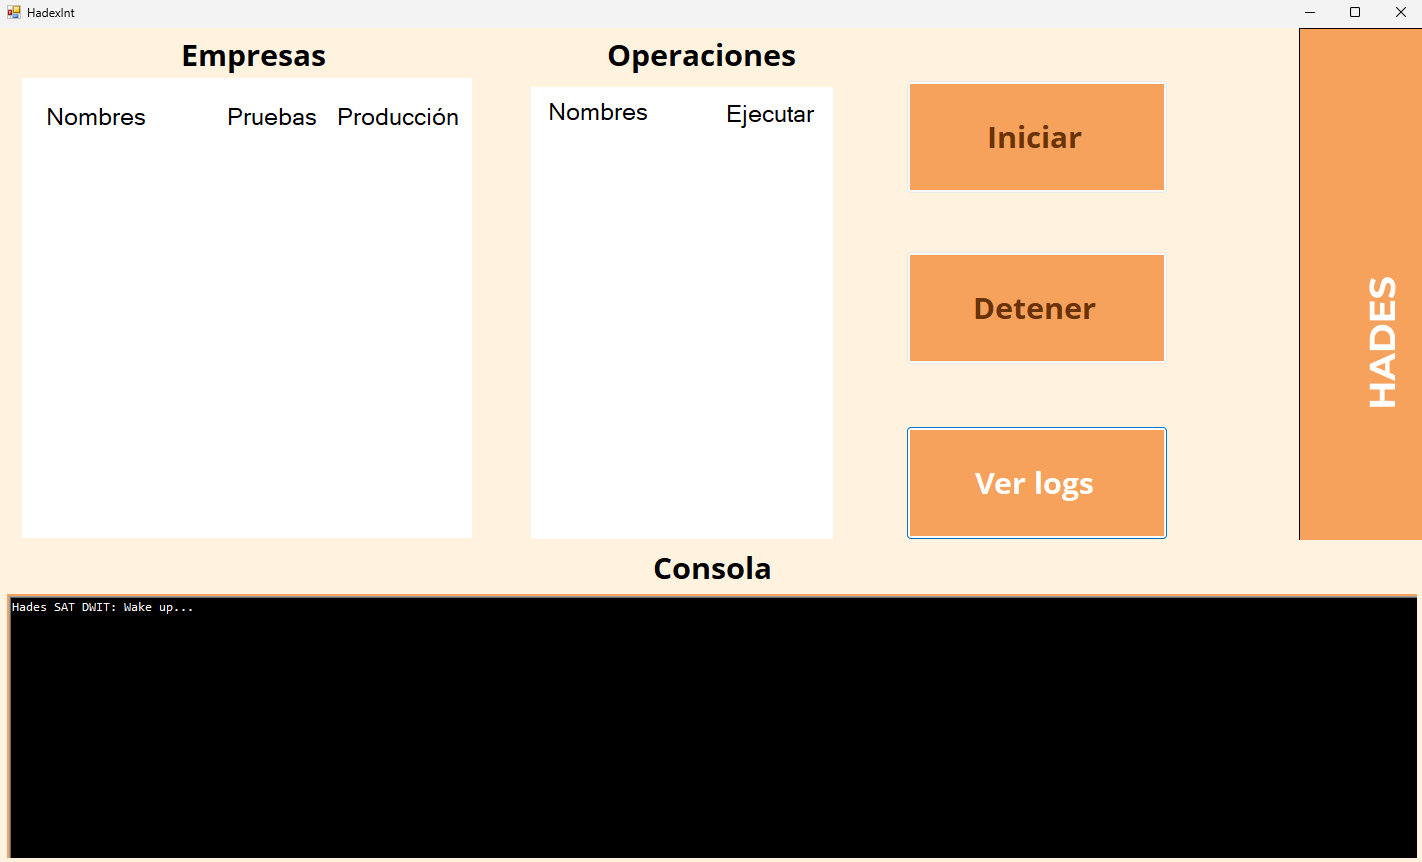 HadexInt
Empresas
Nombres Pruebas Producción
Operaciones
Nombres Ejecutar
Iniciar
Detener
Ver logs
HADES
Consola
Hades SAT DWIT: Wake up...